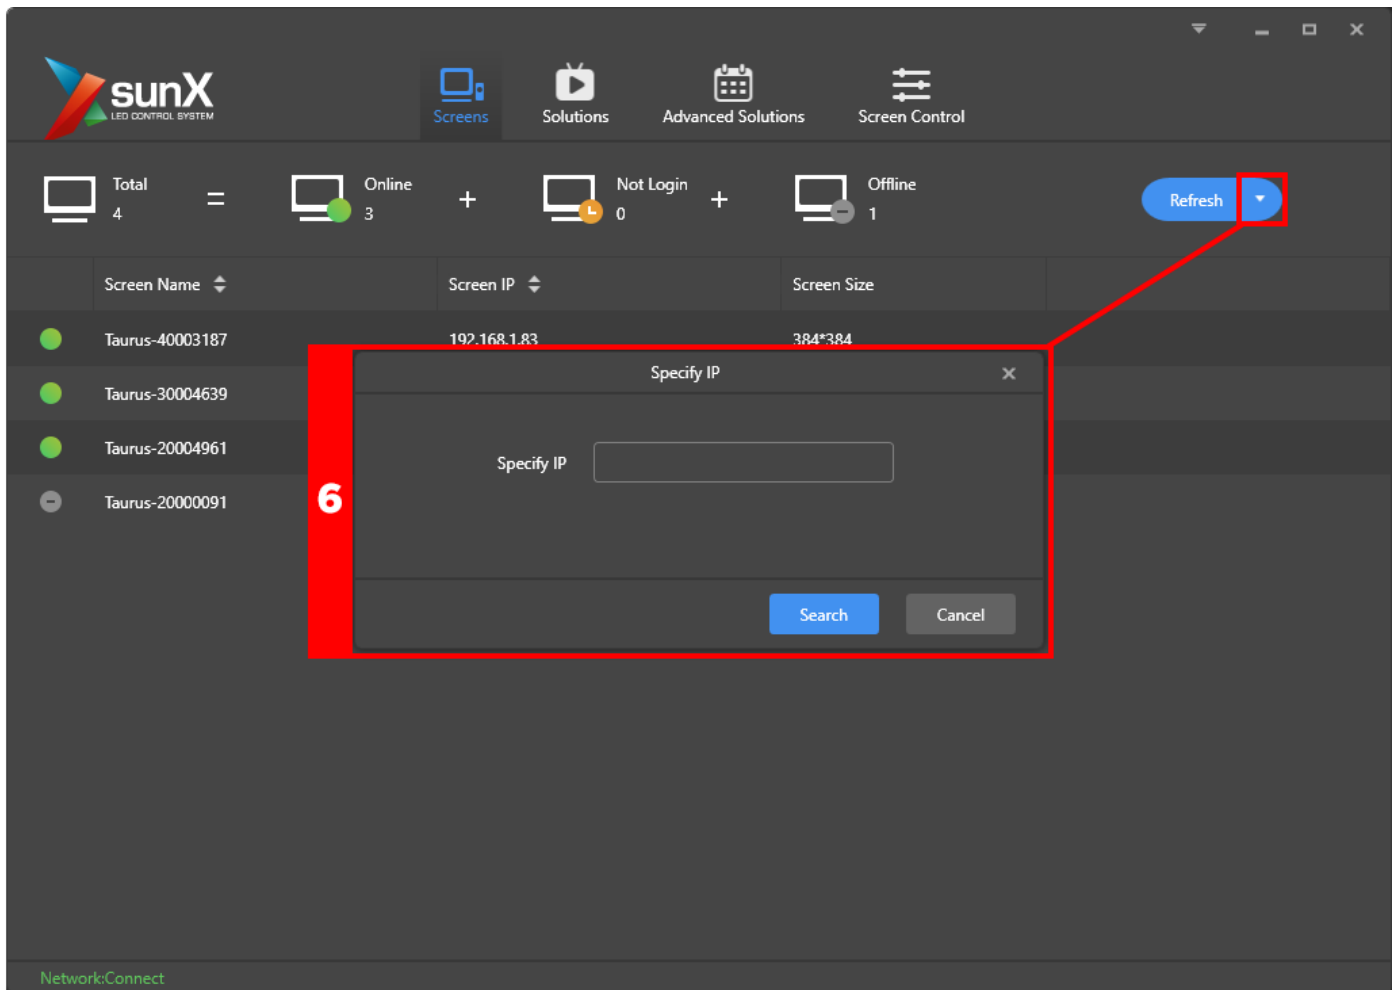 sunX
LED CONTROL SYSTEM
Screens
Solutions
Advanced Solutions
Screen Control
Total
4
=
Online
3
+
Not Login
0
+
Offline
1
Refresh
Screen Name
Screen IP
Screen Size
Taurus-40003187
192.168.1.83
384*384
Taurus-30004639
Taurus-20004961
Taurus-20000091
6
Specify IP
Specify IP
Search
Cancel
Network:Connect